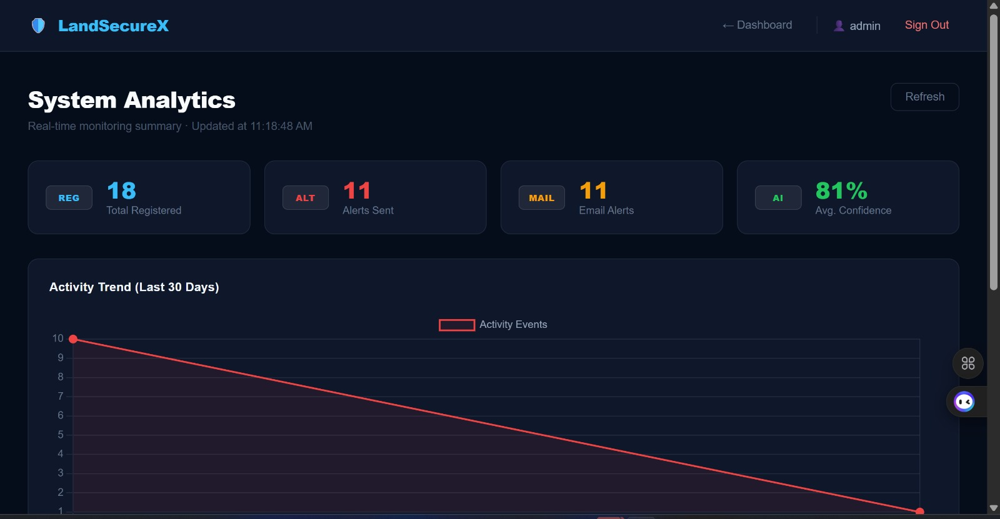 LandSecureX
← Dashboard
admin
Sign Out
System Analytics
Refresh
Real-time monitoring summary · Updated at 11:18:48 AM
REG
18
Total Registered
ALT
11
Alerts Sent
MAIL
11
Email Alerts
AI
81%
Avg. Confidence
Activity Trend (Last 30 Days)
Activity Events
10
9
8
7
6
5
4
3
2
1